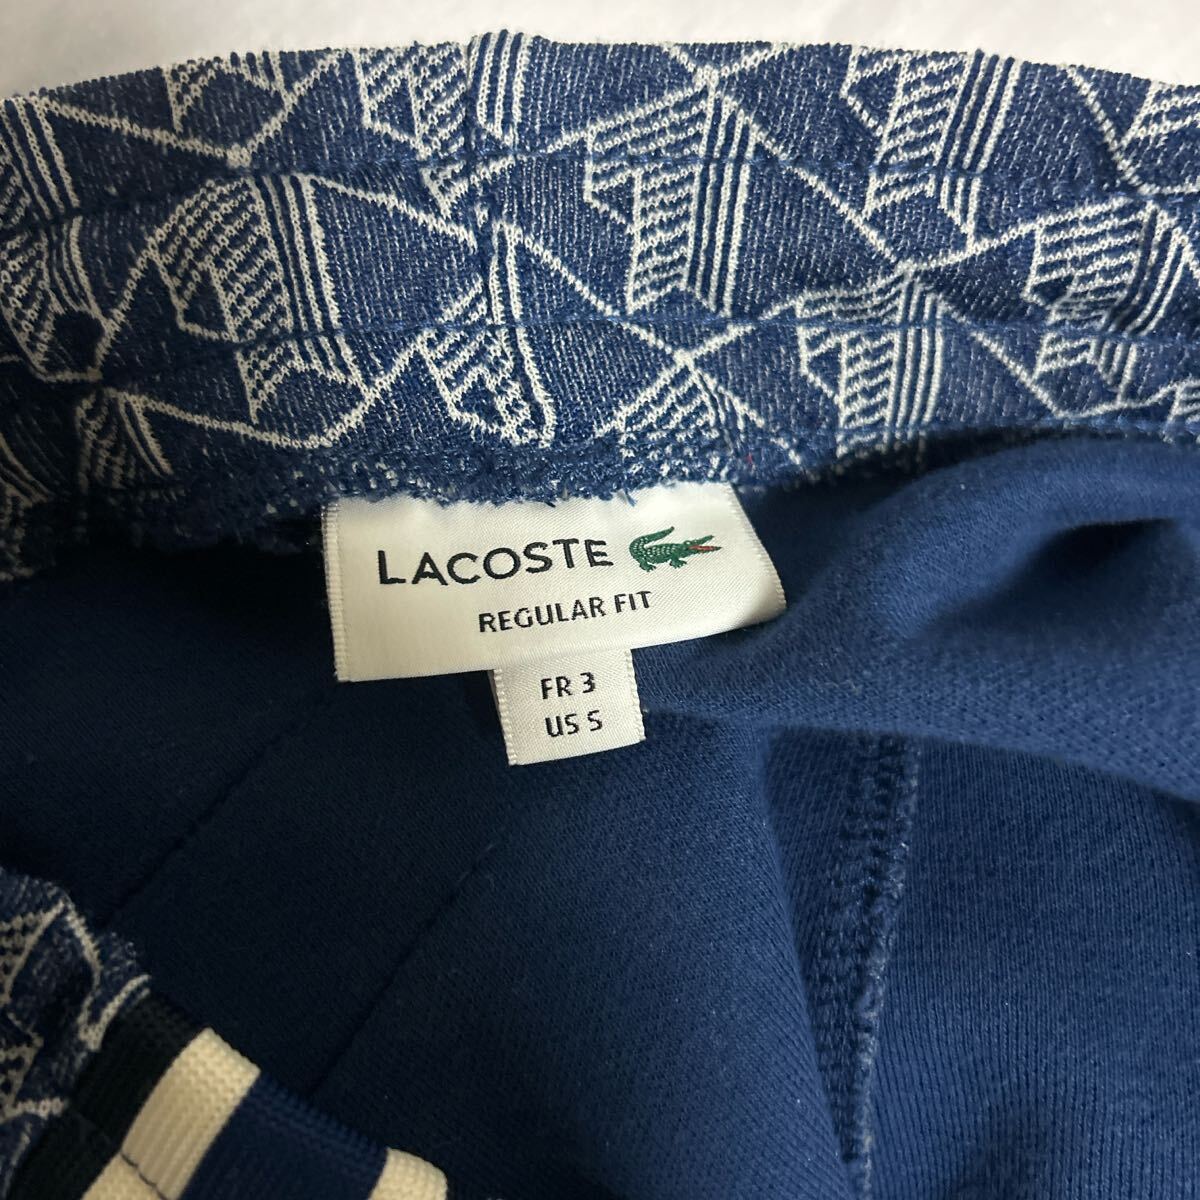 LACOSTE
REGULAR FIT
FR 3
US S